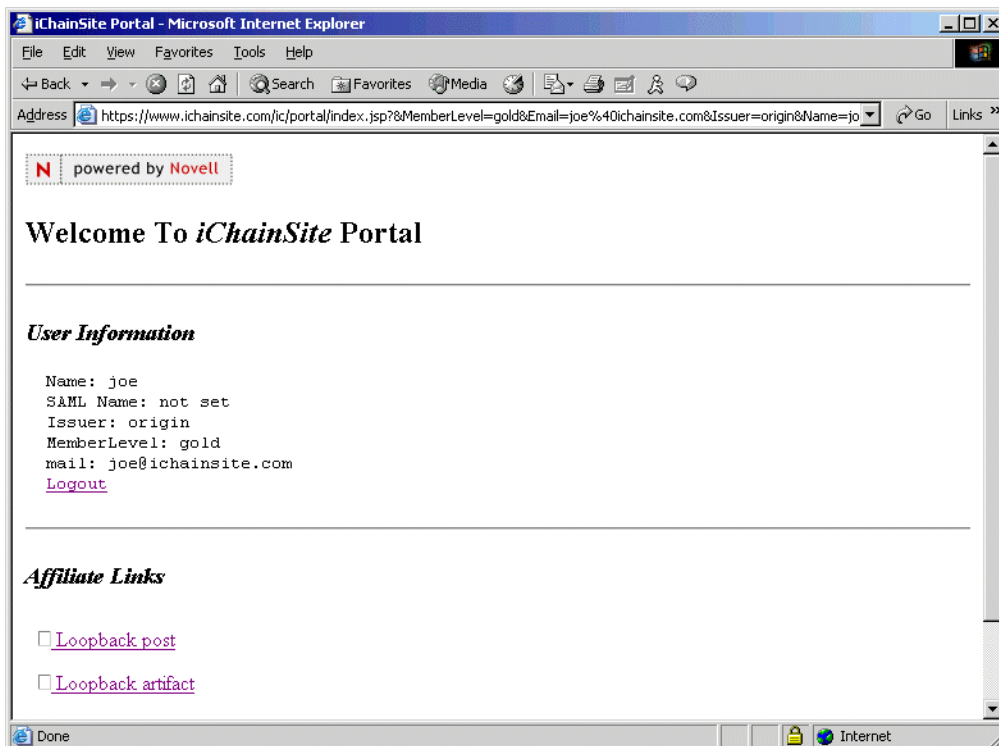 iChainSite Portal - Microsoft Internet Explorer
File Edit View Favorites Tools Help
Back Search Favorites Media
Address https://www.ichainsite.com/ic/portal/index.jsp?&MemberLevel=gold&Email=joe%40ichainsite.com&Issuer=origin&Name=jo Go Links »
N powered by Novell
Welcome To iChainSite Portal
User Information
Name: joe
SAML Name: not set
Issuer: origin
MemberLevel: gold
mail: joe@ichainsite.com
Logout
Affiliate Links
Loopback post
Loopback artifact
Done Internet